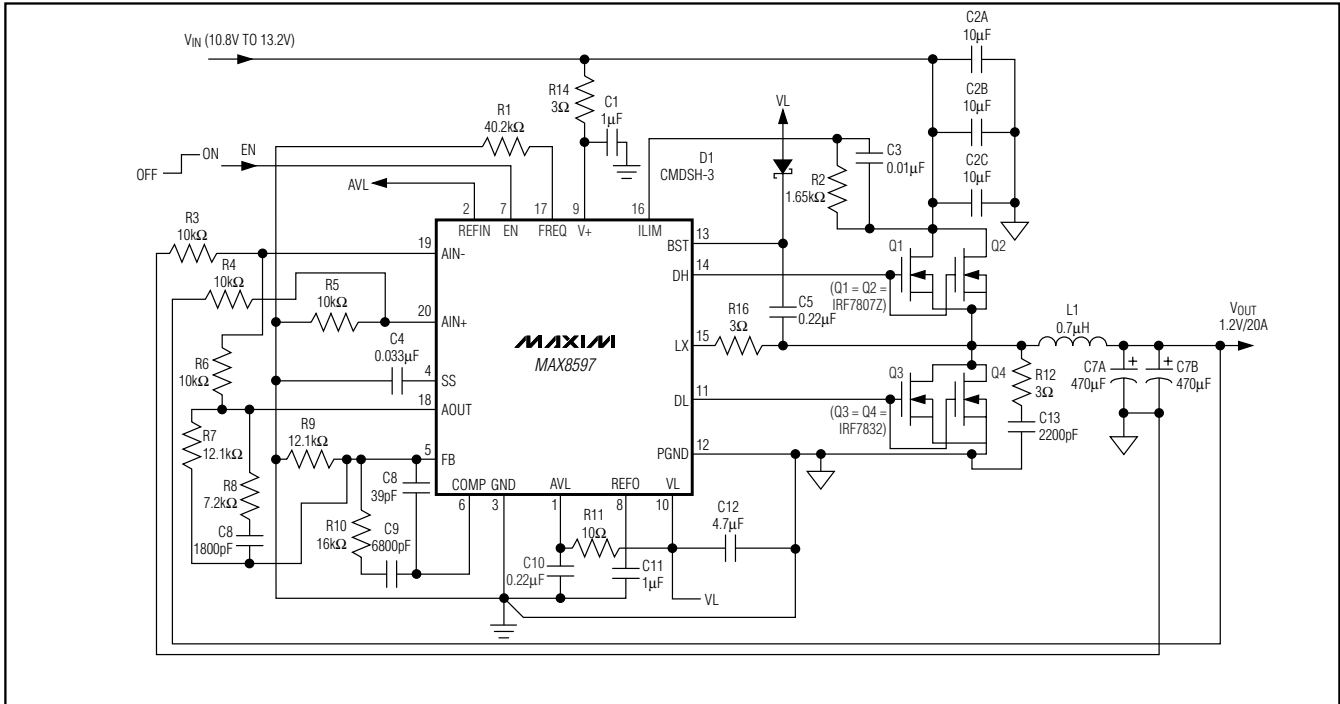 VIN (10.8V TO 13.2V)
C2A
10μF
C2B
10μF
C2C
10μF
R14
3Ω
C1
1μF
R1
40.2kΩ
VL
OFF
ON
EN
AVL
D1
CMDSH-3
R2
1.65kΩ
C3
0.01μF
2
7
17
9
16
REFIN
EN
FREQ
V+
ILIM
R3
10kΩ
19
AIN-
R4
10kΩ
R5
10kΩ
20
AIN+
C4
0.033μF
4
SS
R6
10kΩ
18
AOUT
R7
12.1kΩ
R9
12.1kΩ
5
FB
R8
7.2kΩ
C8
39pF
C8
1800pF
R10
16kΩ
C9
6800pF
MAXIM
MAX8597
13
BST
14
DH
Q1
Q2
(Q1 = Q2 =
IRF7807Z)
C5
0.22μF
R16
3Ω
15
LX
L1
0.7μH
VOUT
1.2V/20A
C7A
470μF
+
C7B
470μF
+
R12
3Ω
C13
2200pF
11
DL
Q3
Q4
(Q3 = Q4 =
IRF7832)
12
PGND
COMP
GND
AVL
REFO
VL
6
3
1
8
10
R11
10Ω
C10
0.22μF
C11
1μF
C12
4.7μF
VL